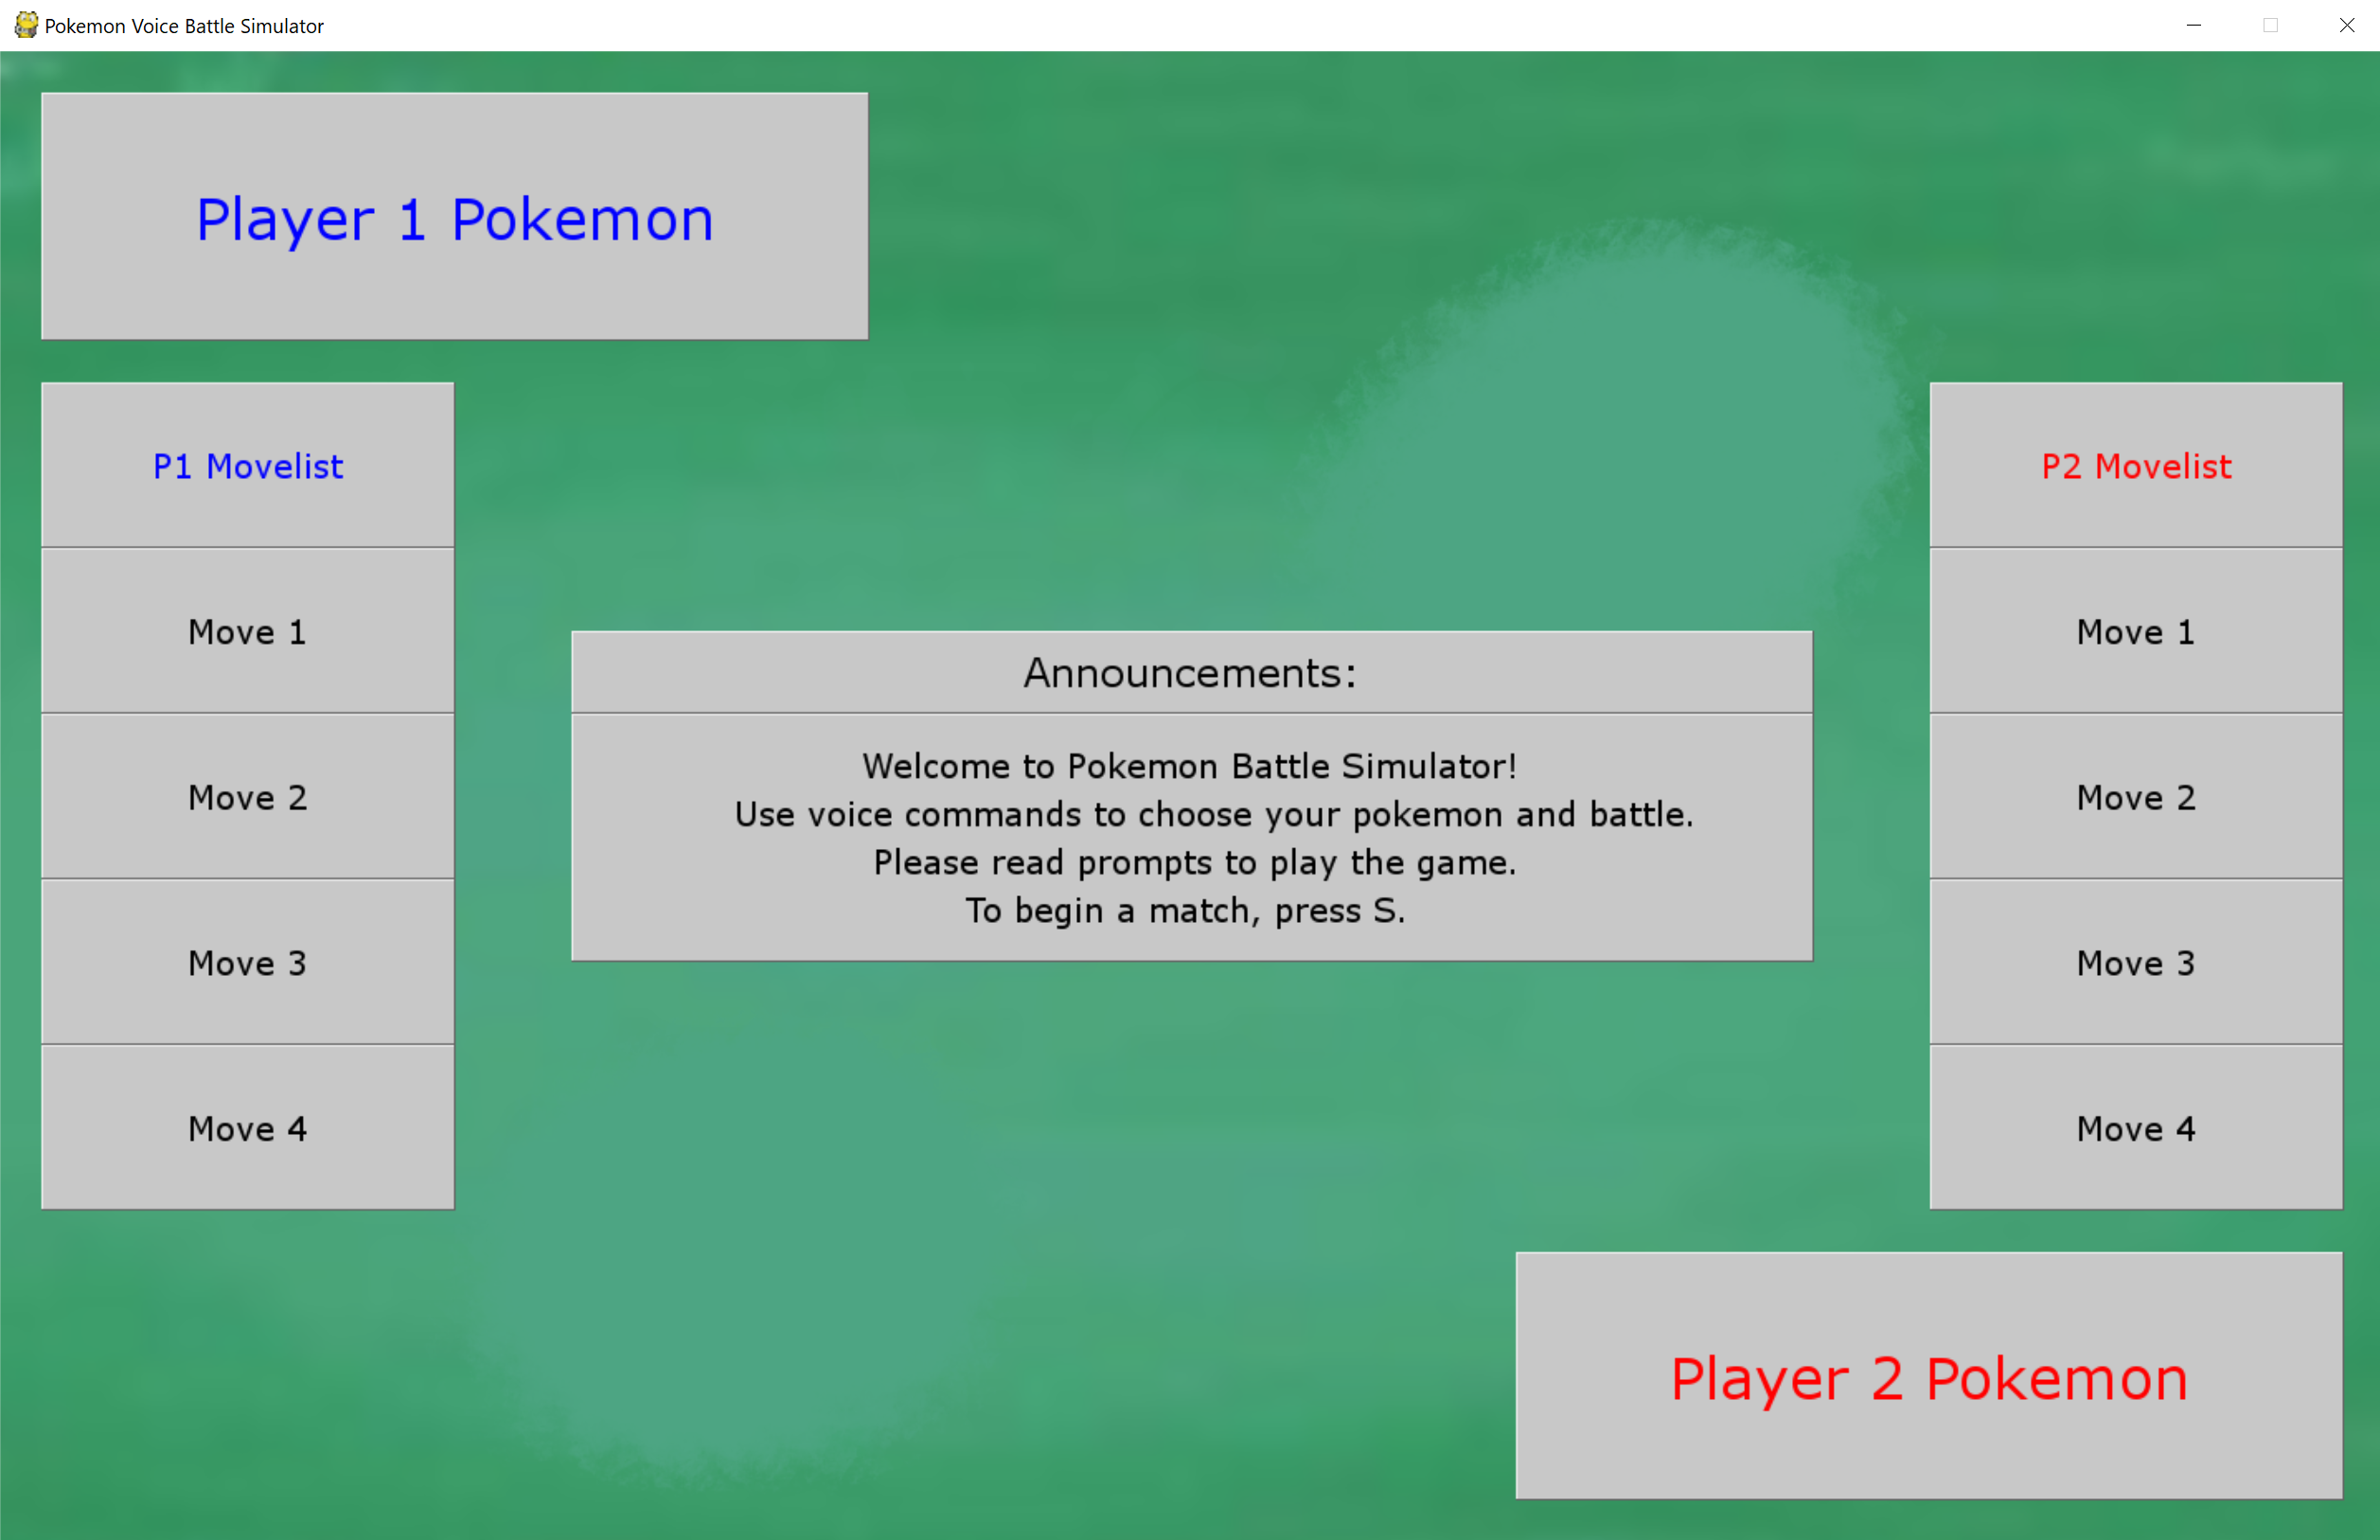 Pokemon Voice Battle Simulator
Player 1 Pokemon
P1 Movelist
Move 1
Move 2
Move 3
Move 4
Announcements:
Welcome to Pokemon Battle Simulator!
Use voice commands to choose your pokemon and battle.
Please read prompts to play the game.
To begin a match, press S.
P2 Movelist
Move 1
Move 2
Move 3
Move 4
Player 2 Pokemon